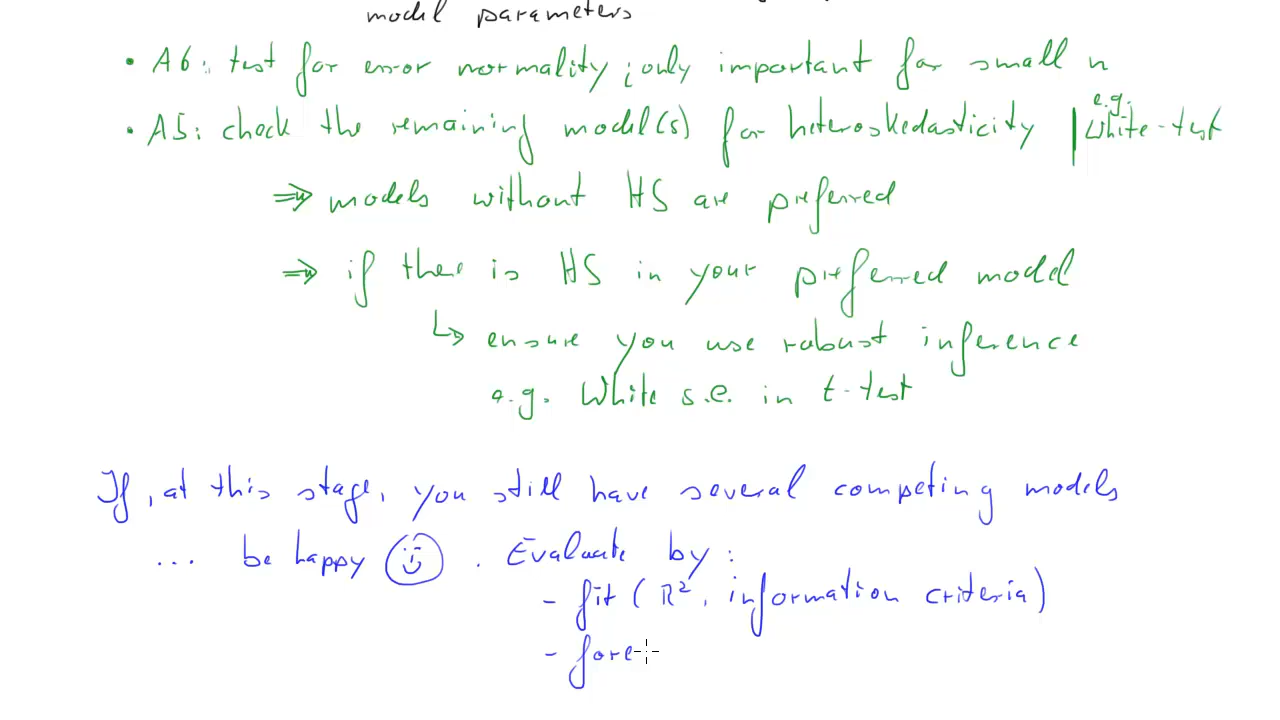 model parameters
• A6: test for error normality; only important for small n
• A5: check the remaining model(s) for heteroskedasticity | e.g. White-test
⇒ models without HS are preferred
⇒ if there is HS in your preferred model
↳ ensure you use robust inference
e.g. White s.e. in t-test
If, at this stage, you still have several competing models
... be happy ☺. Evaluate by:
- fit (R², information criteria)
- fore